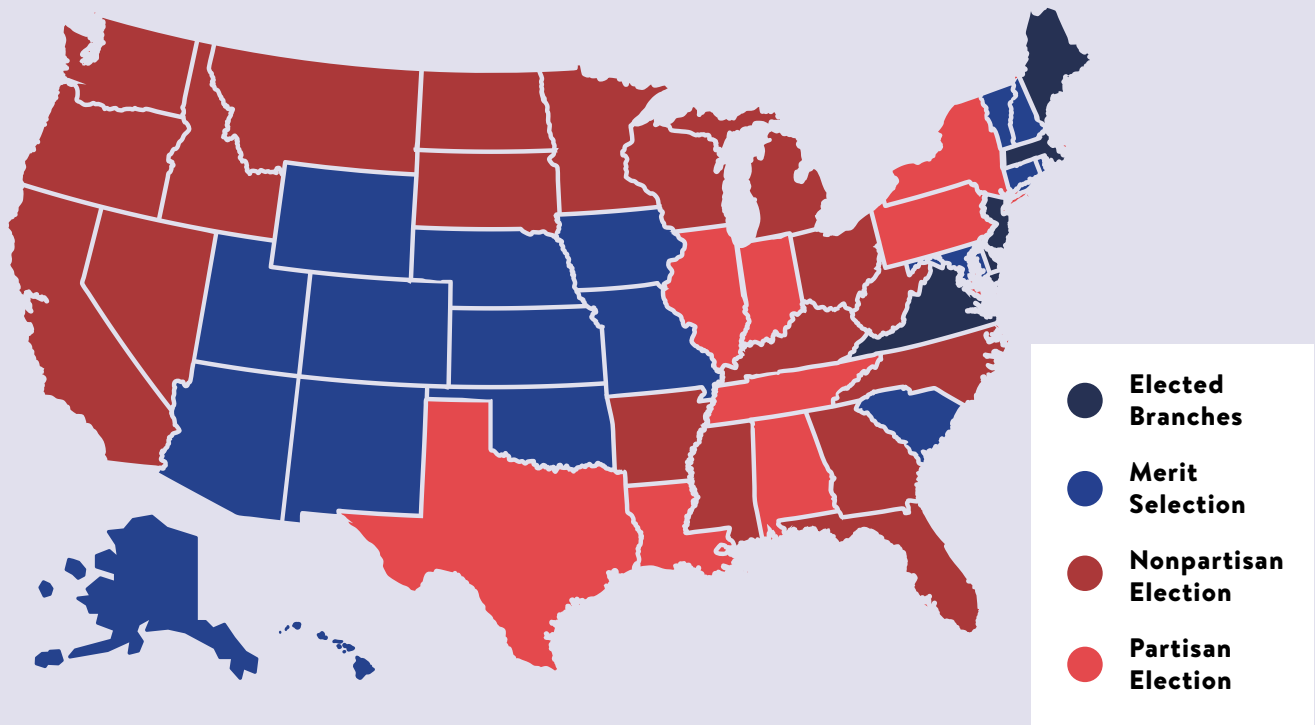 Elected
Branches
Merit
Selection
Nonpartisan
Election
Partisan
Election